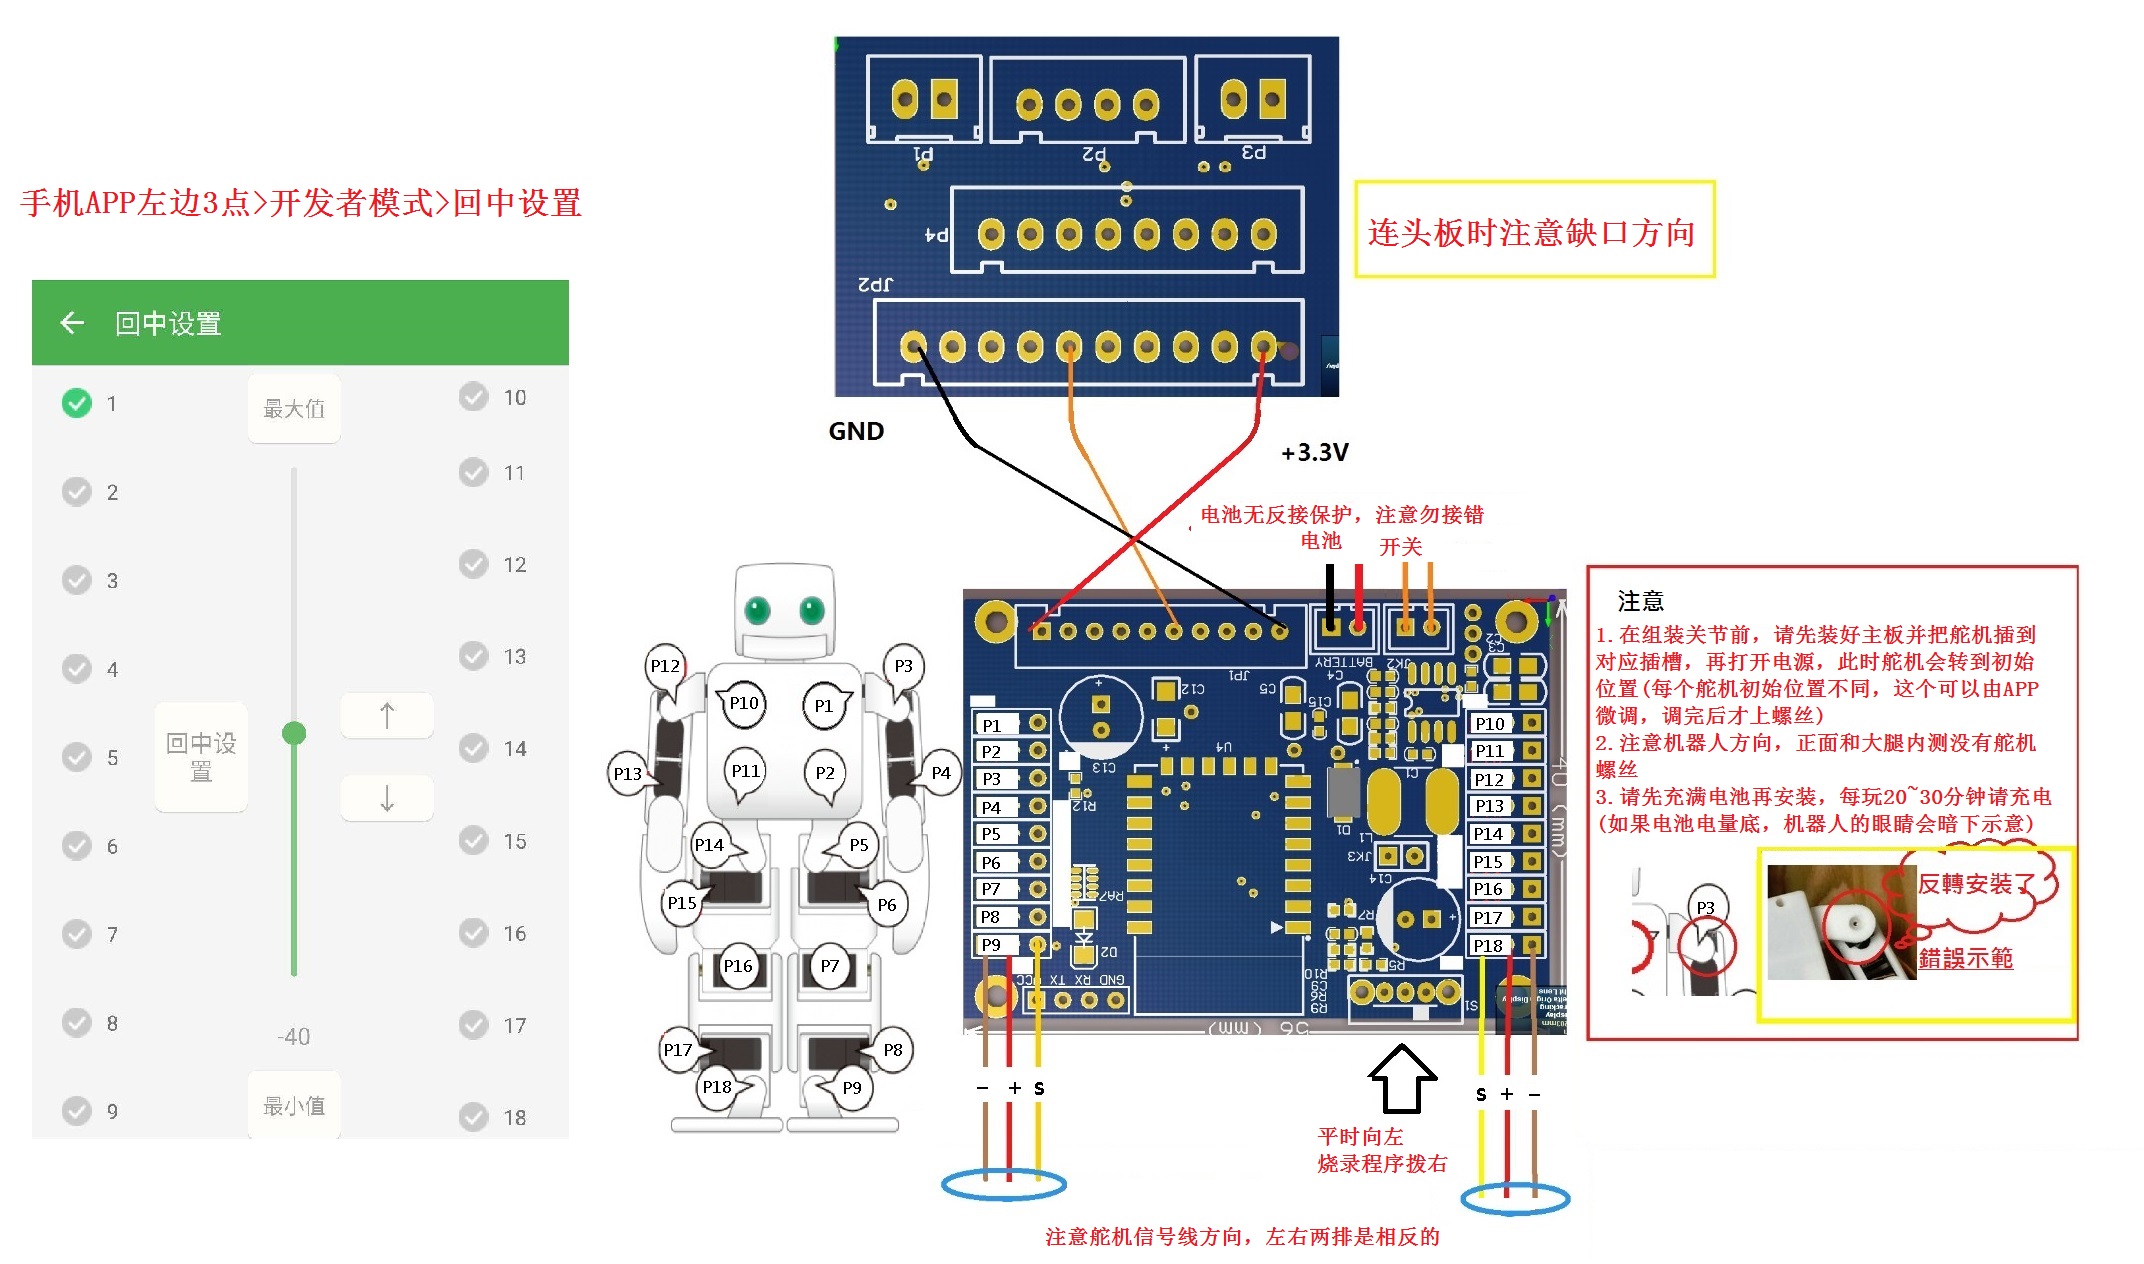 手机APP左边3点>开发者模式>回中设置
回中设置
1
2
3
4
5
6
7
8
9
最大值
回中设
置
↑
↓
-40
最小值
10
11
12
13
14
15
16
17
18
P1
P2
P3
P4
JP2
连头板时注意缺口方向
GND
+3.3V
电池无反接保护，注意勿接错
电池
开关
P12
P3
P10
P1
P13
P11
P2
P4
P14
P5
P15
P6
P16
P7
P17
P8
P18
P9
BATTERY
JK2
C2
C3
JP1
C12
C5
C4
C15
P1
P2
P3
P4
P5
P6
P7
P8
P9
C13
U4
R12
RA7
D2
GND RX TX
C1
D1
L1
JK3
C14
R7
R5
R10
C9
R6
R9
S1
P10
P11
P12
P13
P14
P15
P16
P17
P18
40 (mm)
56 (mm)
- + s
s + -
平时向左
烧录程序拨右
注意舵机信号线方向，左右两排是相反的
注意
1.在组装关节前，请先装好主板并把舵机插到
对应插槽，再打开电源，此时舵机会转到初始
位置(每个舵机初始位置不同，这个可以由APP
微调，调完后才上螺丝)
2.注意机器人方向，正面和大腿内测没有舵机
螺丝
3.请先充满电池再安装，每玩20~30分钟请充电
(如果电池电量底，机器人的眼睛会暗下示意)
P3
反轉安裝了
錯誤示範